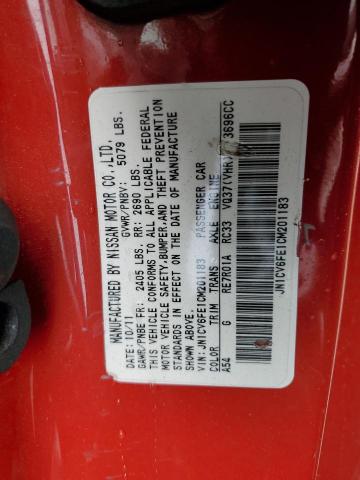 MANUFACTURED BY NISSAN MOTOR CO.,LTD.
DATE: 10/11 GVWR/PNBV: 5079 LBS.
GAWR/PNBE FR: 2405 LBS. RR: 2690 LBS.
THIS VEHICLE CONFORMS TO ALL APPLICABLE FEDERAL
MOTOR VEHICLE SAFETY,BUMPER,AND THEFT PREVENTION
STANDARDS IN EFFECT ON THE DATE OF MANUFACTURE
SHOWN ABOVE.
VIN: JN1CV6FE1CM201183 PASSENGER CAR
COLOR TRIM TRANS AXLE ENGINE 3696CC
A54 G RE7R01A RC33 VQ37(VHR)
JN1CV6FE1CM201183